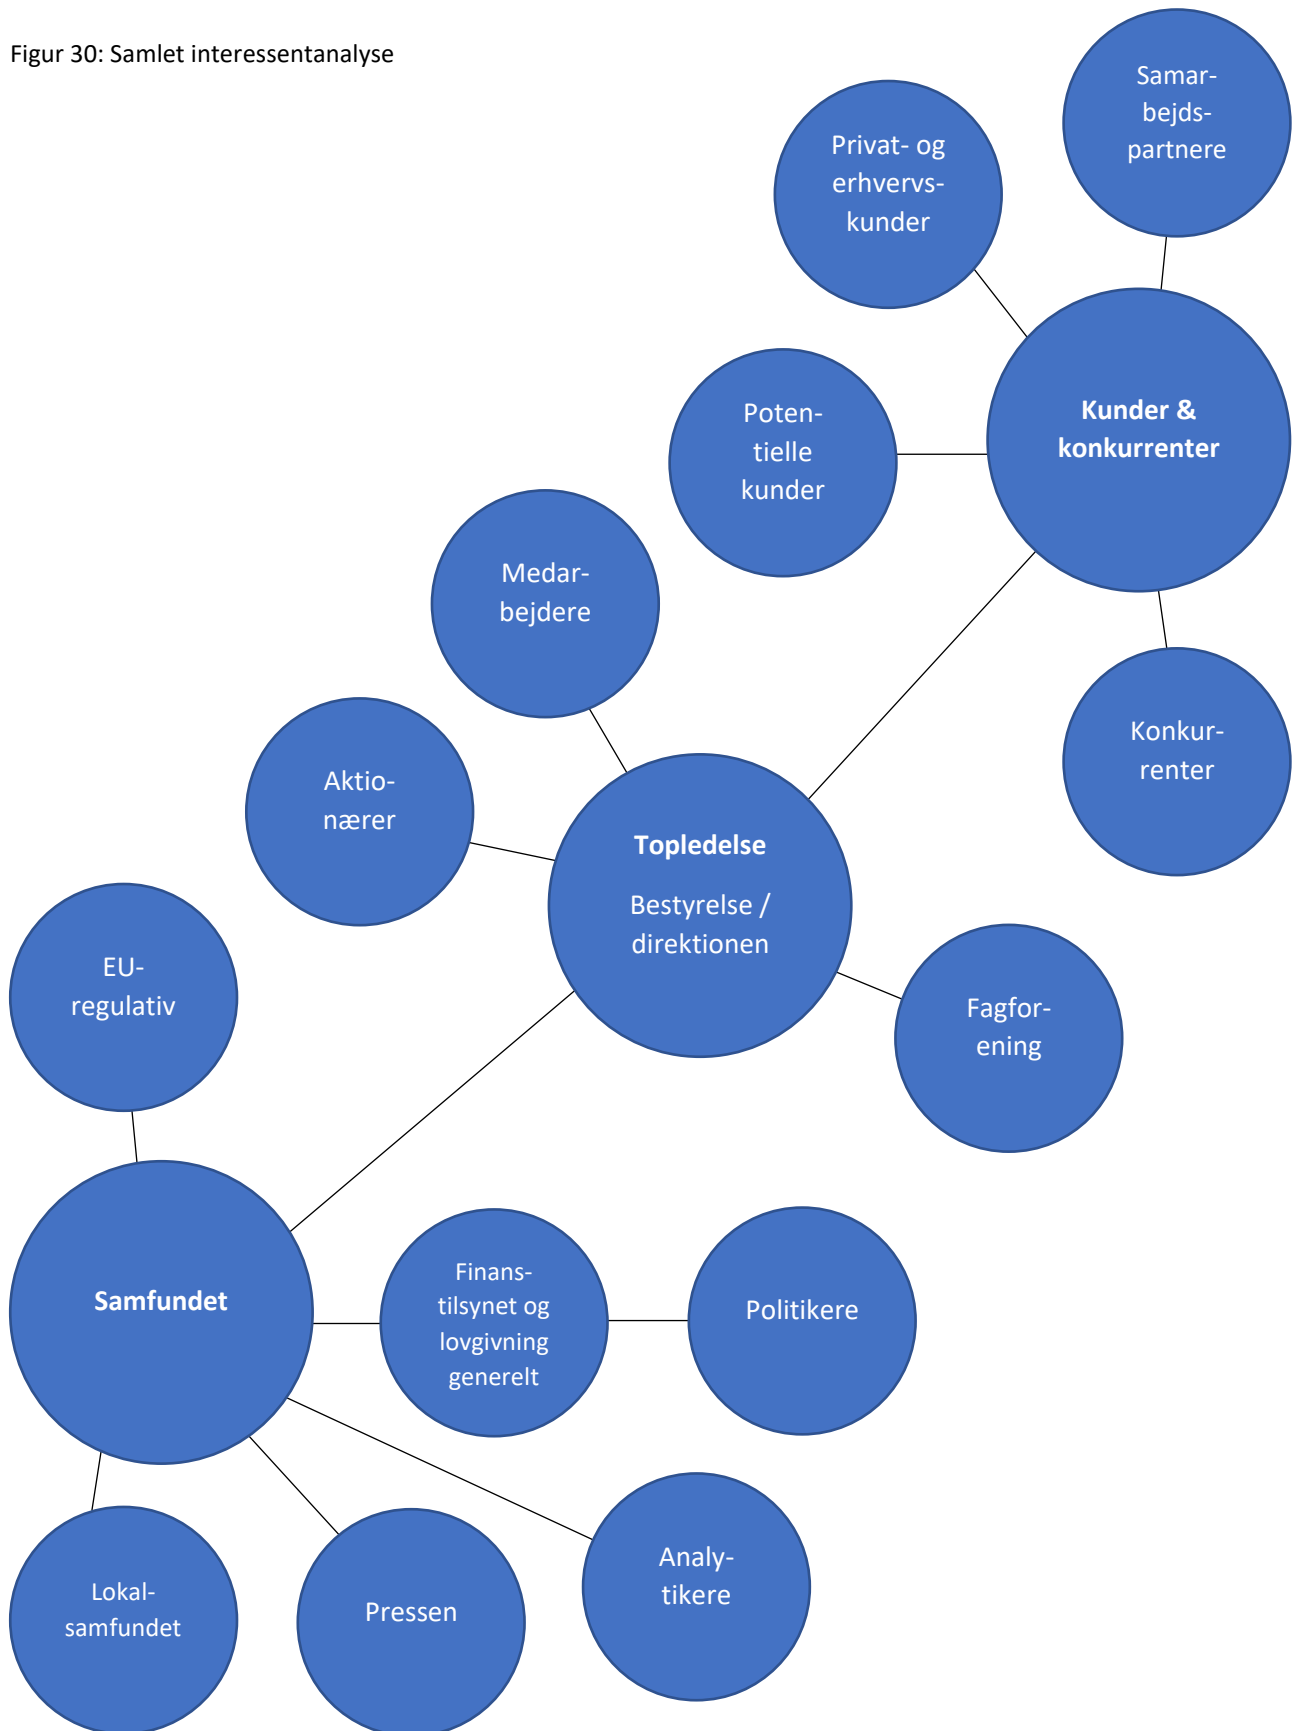 Figur 30: Samlet interessentanalyse
Samar-
bejds-
partnere
Privat- og
erhvervs-
kunder
Kunder &
konkurrenter
Poten-
tielle
kunder
Medar-
bejdere
Konkur-
renter
Aktio-
nærer
Topledelse
Bestyrelse /
direktionen
EU-
regulativ
Fagfor-
ening
Samfundet
Finans-
tilsynet og
lovgivning
generelt
Politikere
Analy-
tikere
Lokal-
samfundet
Pressen